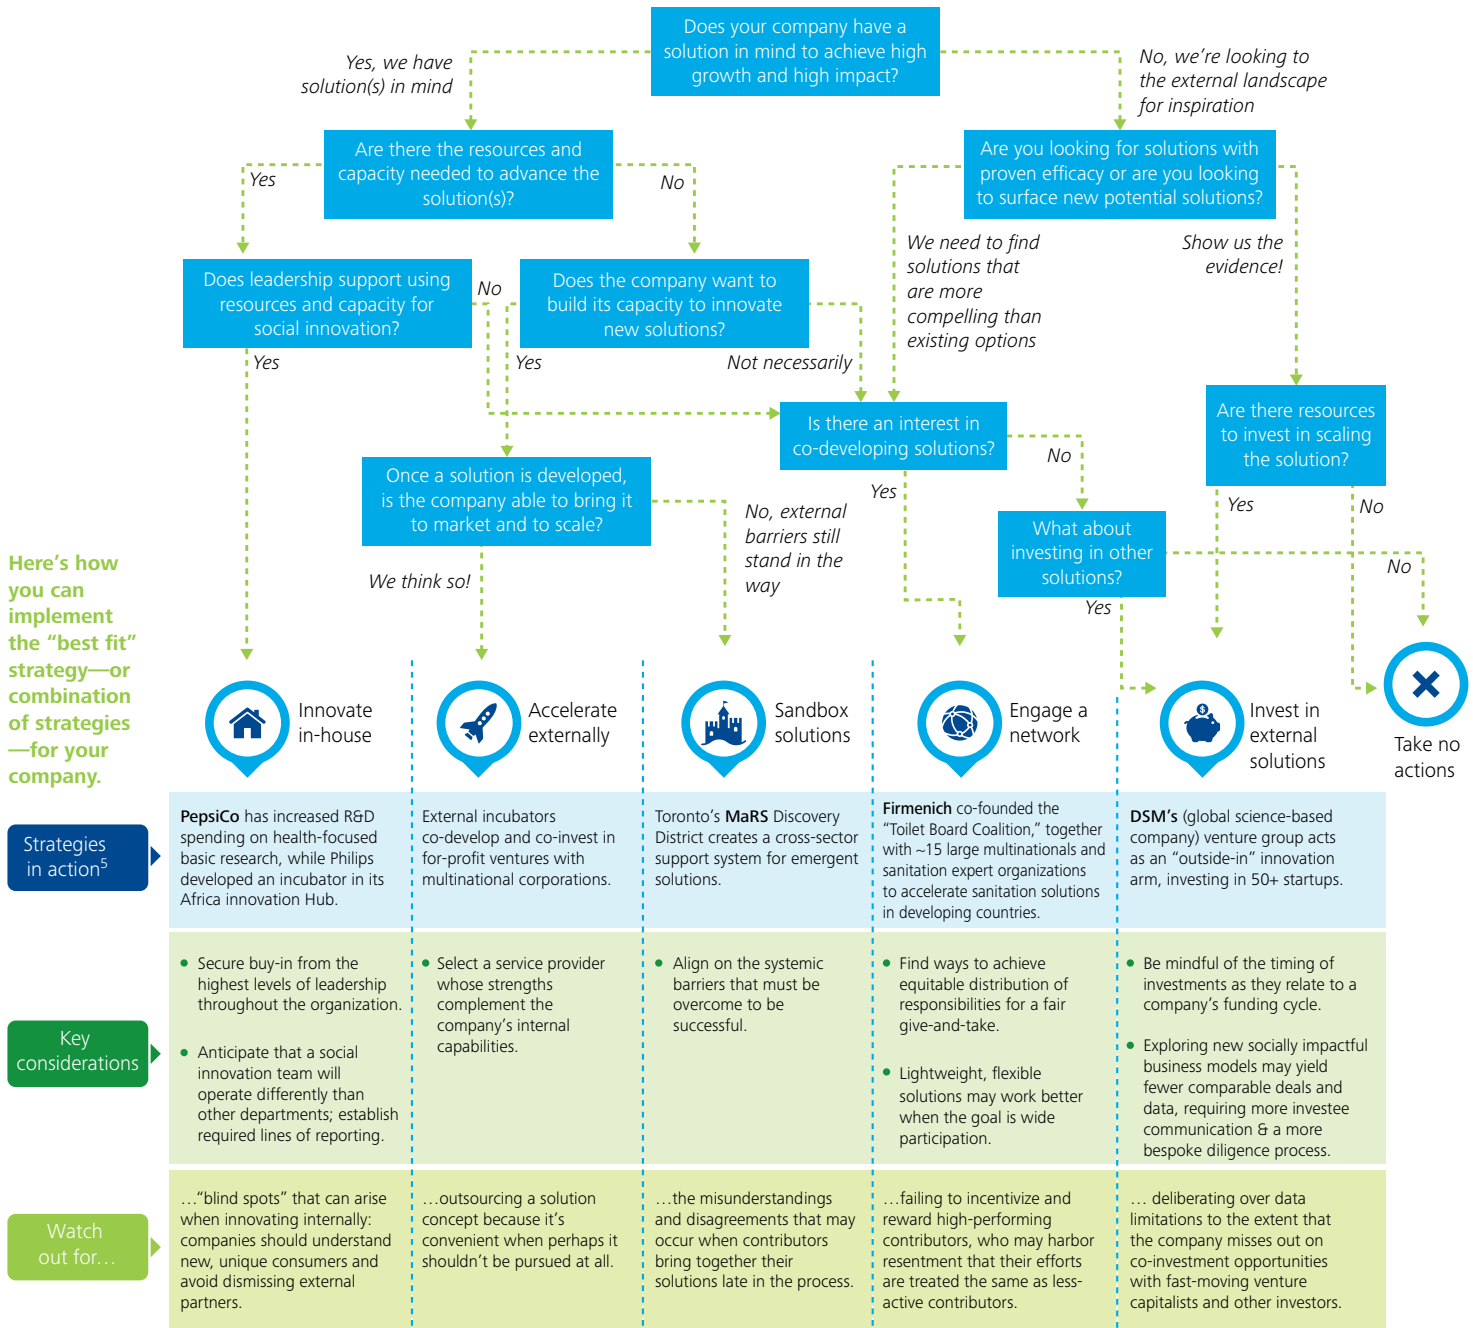 Does your company have a
solution in mind to achieve high
growth and high impact?
Yes, we have
solution(s) in mind
No, we’re looking to
the external landscape
for inspiration
Are there the resources and
capacity needed to advance the
solution(s)?
Are you looking for solutions with
proven efficacy or are you looking
to surface new potential solutions?
Yes
No
We need to find
solutions that
are more
compelling than
existing options
Show us the
evidence!
Does leadership support using
resources and capacity for
social innovation?
No
Does the company want to
build its capacity to innovate
new solutions?
Yes
Yes
Not necessarily
Is there an interest in
co-developing solutions?
Are there resources
to invest in scaling
the solution?
Once a solution is developed,
is the company able to bring it
to market and to scale?
Yes
No
Yes
No
What about
investing in other
solutions?
No, external
barriers still
stand in the
way
We think so!
Yes
No
Here’s how
you can
implement
the “best fit”
strategy—or
combination
of strategies
—for your
company.
Innovate
in-house
Accelerate
externally
Sandbox
solutions
Engage a
network
Invest in
external
solutions
Take no
actions
Strategies
in action5
PepsiCo has increased R&D
spending on health-focused
basic research, while Philips
developed an incubator in its
Africa innovation Hub.
External incubators
co-develop and co-invest in
for-profit ventures with
multinational corporations.
Toronto’s MaRS Discovery
District creates a cross-sector
support system for emergent
solutions.
Firmenich co-founded the
“Toilet Board Coalition,” together
with ~15 large multinationals and
sanitation expert organizations
to accelerate sanitation solutions
in developing countries.
DSM’s (global science-based
company) venture group acts
as an “outside-in” innovation
arm, investing in 50+ startups.
Key
considerations
• Secure buy-in from the
highest levels of leadership
throughout the organization.
• Anticipate that a social
innovation team will
operate differently than
other departments; establish
required lines of reporting.
• Select a service provider
whose strengths
complement the
company’s internal
capabilities.
• Align on the systemic
barriers that must be
overcome to be
successful.
• Find ways to achieve
equitable distribution of
responsibilities for a fair
give-and-take.
• Lightweight, flexible
solutions may work better
when the goal is wide
participation.
• Be mindful of the timing of
investments as they relate to a
company’s funding cycle.
• Exploring new socially impactful
business models may yield
fewer comparable deals and
data, requiring more investee
communication & a more
bespoke diligence process.
Watch
out for…
…“blind spots” that can arise
when innovating internally:
companies should understand
new, unique consumers and
avoid dismissing external
partners.
…outsourcing a solution
concept because it’s
convenient when perhaps it
shouldn’t be pursued at all.
…the misunderstandings
and disagreements that may
occur when contributors
bring together their
solutions late in the process.
…failing to incentivize and
reward high-performing
contributors, who may harbor
resentment that their efforts
are treated the same as less-
active contributors.
… deliberating over data
limitations to the extent that
the company misses out on
co-investment opportunities
with fast-moving venture
capitalists and other investors.